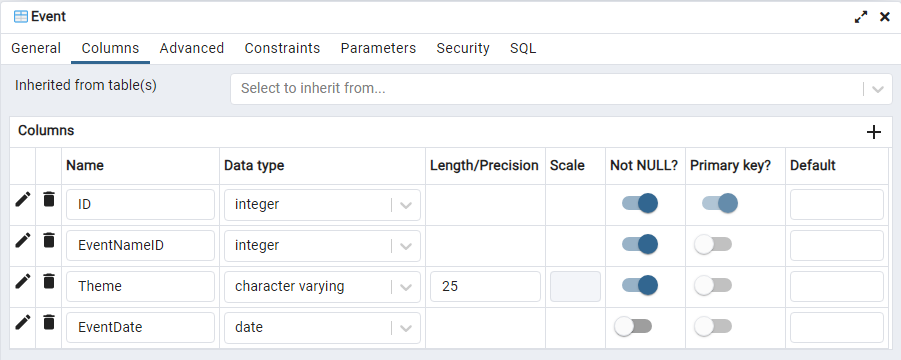 Event
General Columns Advanced Constraints Parameters Security SQL
Inherited from table(s) Select to inherit from...
Columns
Name Data type Length/Precision Scale Not NULL? Primary key? Default
ID integer
EventNameID integer
Theme character varying 25
EventDate date